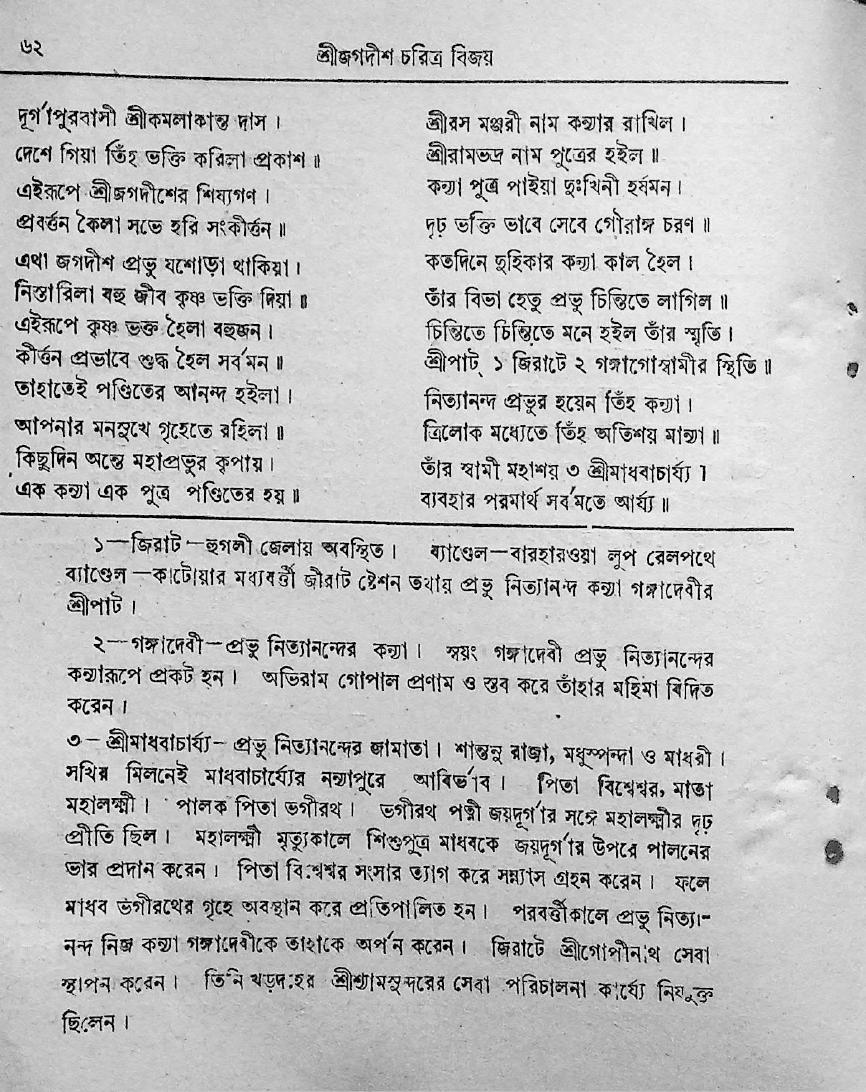 ৬২
শ্রীজগদীশ চরিত্র বিজয়
দূর্গাপুরবাসী শ্রীকমলাকান্ত দাস ।
দেশে গিয়া তিঁহ ভক্তি করিলা প্রকাশ ॥
এইরূপে শ্রীজগদীশের শিষ্যগণ ।
প্রবর্ত্তন কৈলা সভে হরি সংকীর্ত্তন ॥
এথা জগদীশ প্রভু যশোড়া থাকিয়া ।
নিস্তারিলা বহু জীব কৃষ্ণ ভক্তি দিয়া ॥
এইরূপে কৃষ্ণ ভক্ত হৈলা বহুজন ।
কীর্ত্তন প্রভাবে শুদ্ধ হৈল সর্বমন ॥
তাহাতেই পণ্ডিতের আনন্দ হইলা ।
আপনার মনসুখে গৃহেতে রহিলা ॥
কিছুদিন অন্তে মহাপ্রভুর কৃপায় ।
এক কন্যা এক পুত্র পণ্ডিতের হয় ॥
শ্রীরস মঞ্জরী নাম কন্যার রাখিল ।
শ্রীরামভদ্র নাম পুত্রের হইল ॥
কন্যা পুত্র পাইয়া দুঃখিনী হর্ষমন ।
দৃঢ় ভক্তি ভাবে সেবে গৌরাঙ্গ চরণ ॥
কতদিনে দুহিকার কন্যা কাল হৈল ।
তাঁর বিভা হেতু প্রভু চিন্তিতে লাগিল ॥
চিন্তিতে চিন্তিতে মনে হইল তাঁর স্মৃতি ।
শ্রীপাট্ ১ জিরাটে ২ গঙ্গাগোস্বামীর স্থিতি ॥
নিত্যানন্দ প্রভুর হয়েন তিঁহ কন্যা ।
ত্রিলোক মধ্যেতে তিঁহ অতিশয় মান্যা ॥
তাঁর স্বামী মহাশয় ৩ শ্রীমাধবাচার্য্য ।
ব্যবহার পরমার্থ সর্বমতে আর্য্য ॥
১—জিরাট—হুগলী জেলায় অবস্থিত । ব্যাণ্ডেল—বারহারওয়া লুপ রেলপথে
ব্যাণ্ডেল—কাটোয়ার মধ্যবর্ত্তী জীরাট ষ্টেশন তথায় প্রভু নিত্যানন্দ কন্যা গঙ্গাদেবীর
শ্রীপাট ।
২—গঙ্গাদেবী—প্রভু নিত্যানন্দের কন্যা । স্বয়ং গঙ্গাদেবী প্রভু নিত্যানন্দের
কন্যারূপে প্রকট হন । অভিরাম গোপাল প্রণাম ও স্তব করে তাঁহার মহিমা বিদিত
করেন ।
৩—শ্রীমাধবাচার্য্য—প্রভু নিত্যানন্দের জামাতা । শান্তনু রাজা, মধুস্পন্দা ও মাধরী ।
সখির মিলনেই মাধবাচার্য্যের নন্যাপুরে আবির্ভাব । পিতা বিশ্বেশ্বর, মাতা
মহালক্ষ্মী । পালক পিতা ভগীরথ । ভগীরথ পত্নী জয়দূর্গার সঙ্গে মহালক্ষ্মীর দৃঢ়
প্রীতি ছিল । মহালক্ষ্মী মৃত্যুকালে শিশুপুত্র মাধবকে জয়দূর্গার উপরে পালনের
ভার প্রদান করেন । পিতা বিশ্বেশ্বর সংসার ত্যাগ করে সন্ন্যাস গ্রহন করেন । ফলে
মাধব ভগীরথের গৃহে অবস্থান করে প্রতিপালিত হন । পরবর্ত্তীকালে প্রভু নিত্যা-
নন্দ নিজ কন্যা গঙ্গাদেবীকে তাহাকে অর্পন করেন । জিরাটে শ্রীগোপীনাথ সেবা
স্থাপন করেন । তিনি খড়দহের শ্রীশ্যামসুন্দরের সেবা পরিচালনা কার্য্যে নিযুক্ত
ছিলেন ।